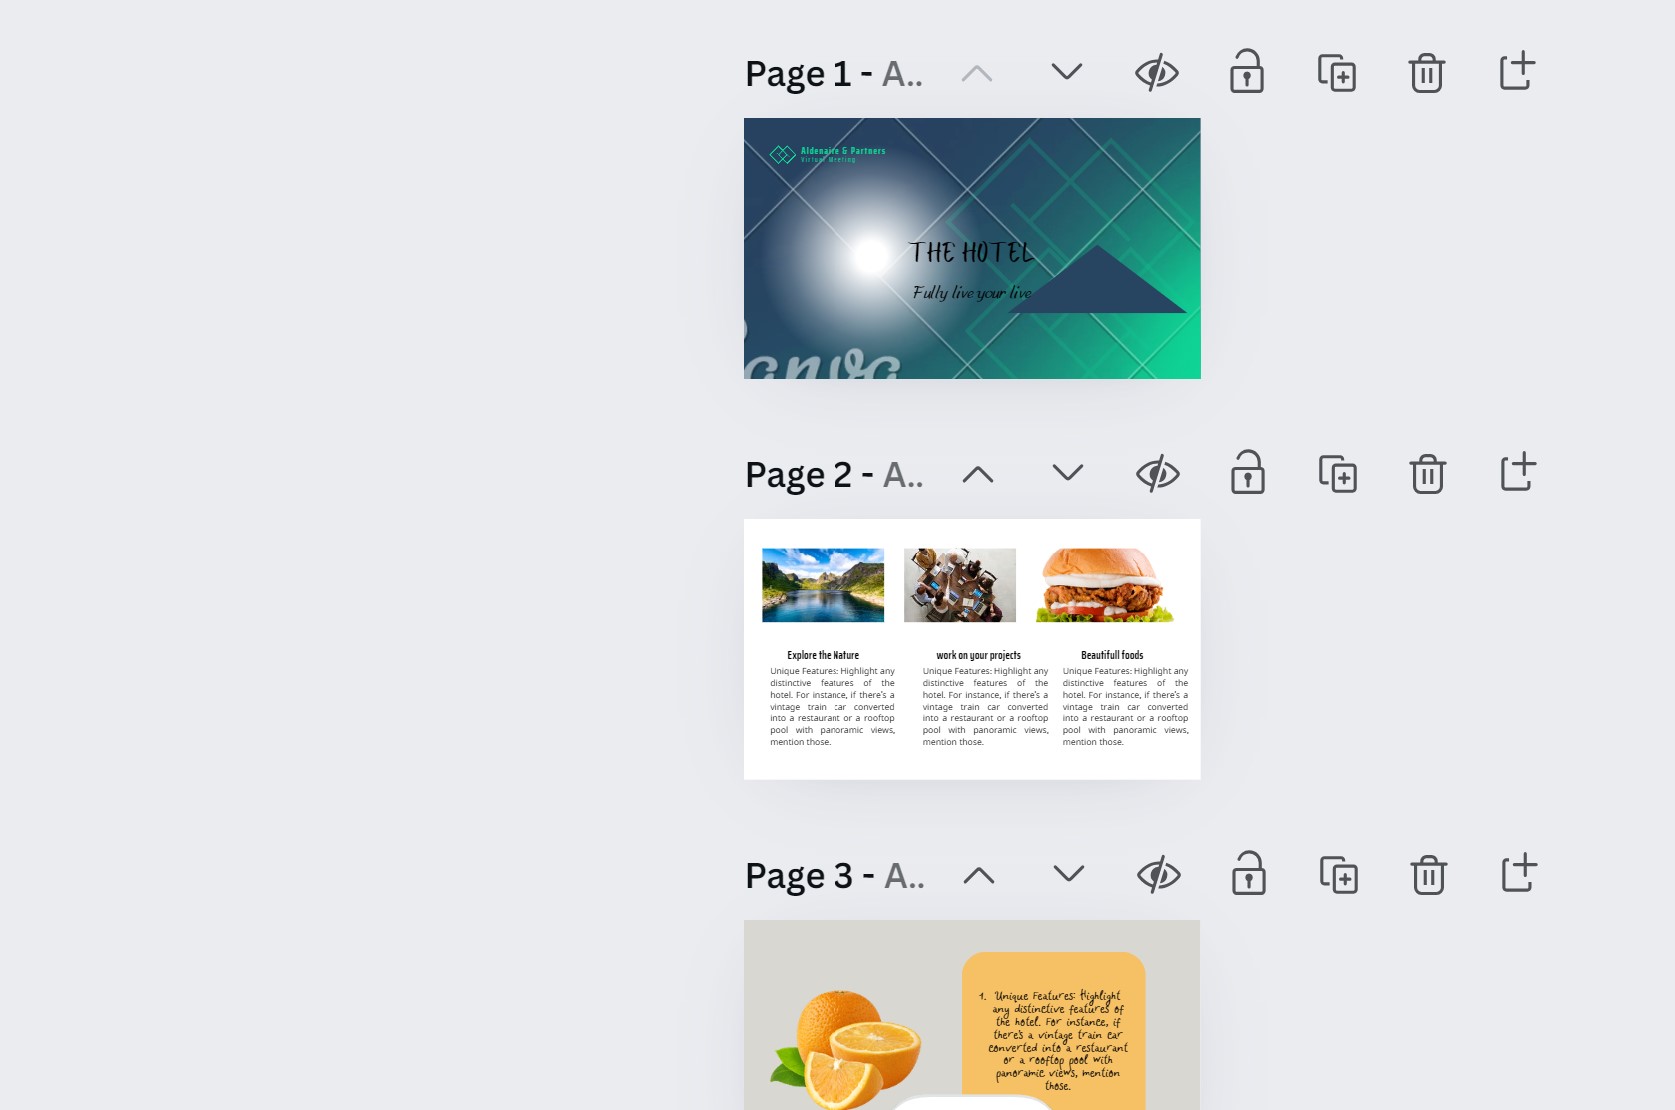 Page 1 - A..
Aldenaire & Partners
Virtual Meeting
THE HOTEL
Fully live your live
anva
Page 2 - A..
Explore the Nature
Unique Features: Highlight any
distinctive features of the
hotel. For instance, if there's a
vintage train car converted
into a restaurant or a rooftop
pool with panoramic views,
mention those.
work on your projects
Unique Features: Highlight any
distinctive features of the
hotel. For instance, if there's a
vintage train car converted
into a restaurant or a rooftop
pool with panoramic views,
mention those.
Beautifull foods
Unique Features: Highlight any
distinctive features of the
hotel. For instance, if there's a
vintage train car converted
into a restaurant or a rooftop
pool with panoramic views,
mention those.
Page 3 - A..
1. Unique Features: Highlight
any distinctive features of
the hotel. For instance, if
there's a vintage train car
converted into a restaurant
or a rooftop pool with
panoramic views, mention
those.